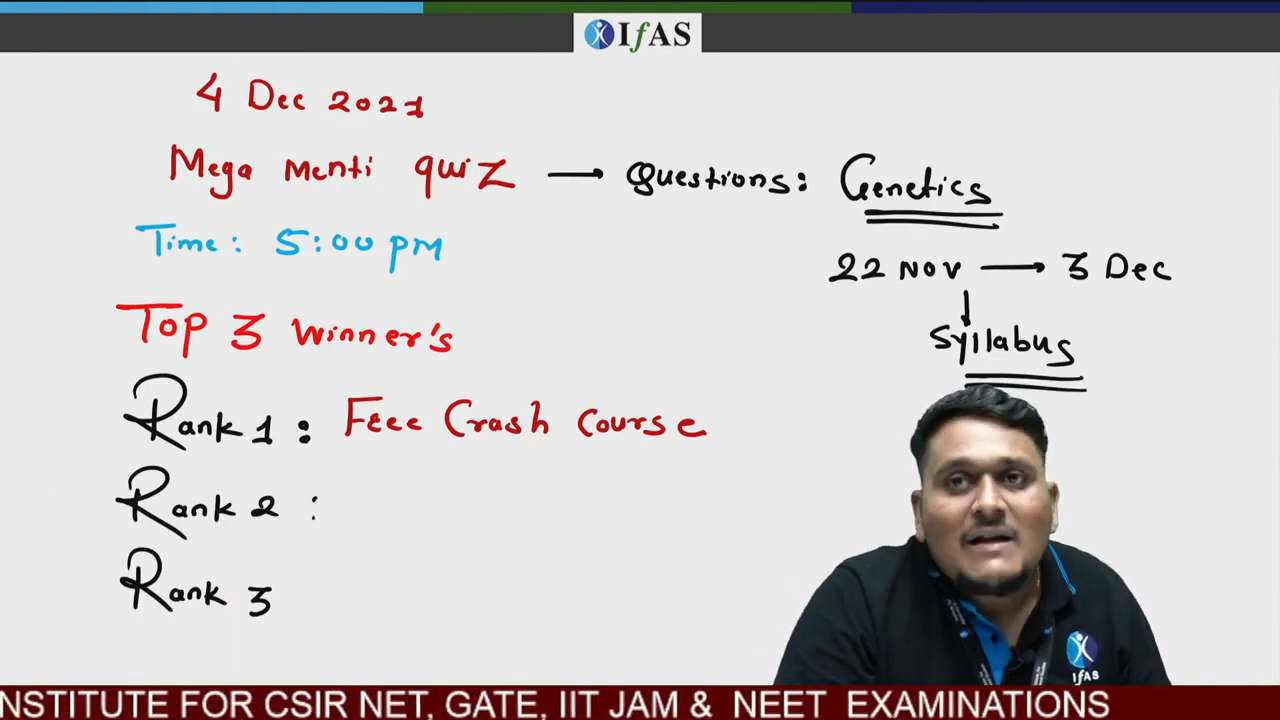 IfAS
4 Dec 2021
Mega Menti quiz → Questions: Genetics
22 Nov → 3 Dec
Time: 5:00 PM
Syllabus
Top 3 Winner's
Rank 1: Free Crash Course
Rank 2 :
Rank 3
IfAS
NSTITUTE FOR CSIR NET, GATE, IIT JAM & NEET EXAMINATIONS